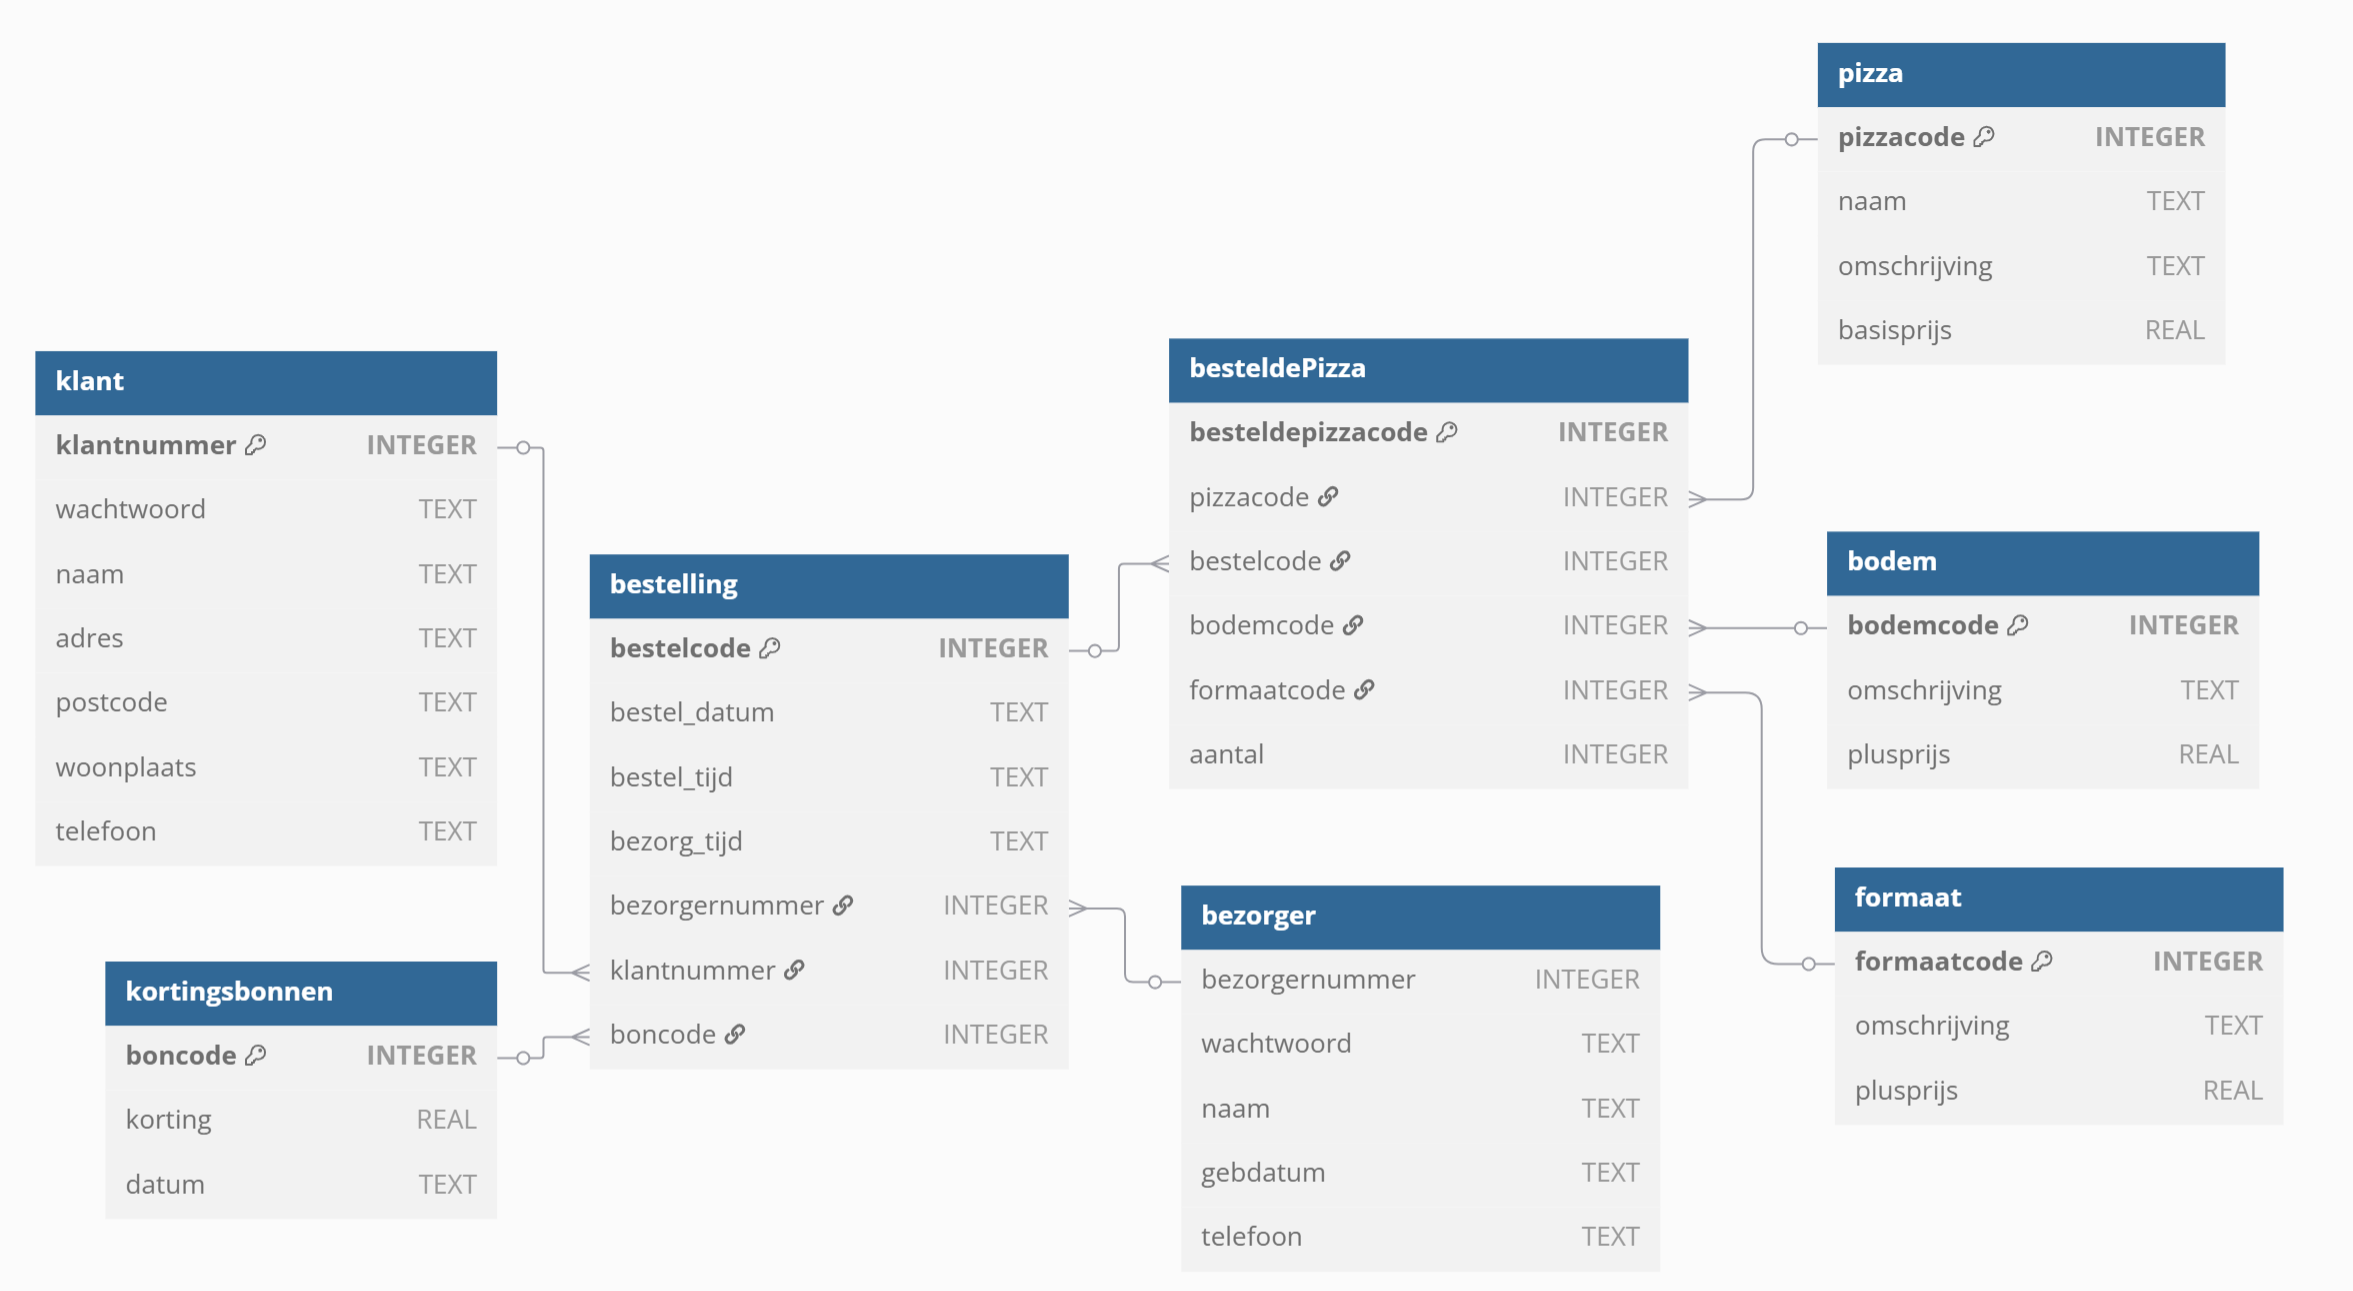 klant
klantnummer INTEGER
wachtwoord TEXT
naam TEXT
adres TEXT
postcode TEXT
woonplaats TEXT
telefoon TEXT
kortingsbonnen
boncode INTEGER
korting REAL
datum TEXT
bestelling
bestelcode INTEGER
bestel_datum TEXT
bestel_tijd TEXT
bezorg_tijd TEXT
bezorgernummer INTEGER
klantnummer INTEGER
boncode INTEGER
besteldePizza
besteldepizzacode INTEGER
pizzacode INTEGER
bestelcode INTEGER
bodemcode INTEGER
formaatcode INTEGER
aantal INTEGER
bezorger
bezorgernummer INTEGER
wachtwoord TEXT
naam TEXT
gebdatum TEXT
telefoon TEXT
pizza
pizzacode INTEGER
naam TEXT
omschrijving TEXT
basisprijs REAL
bodem
bodemcode INTEGER
omschrijving TEXT
plusprijs REAL
formaat
formaatcode INTEGER
omschrijving TEXT
plusprijs REAL